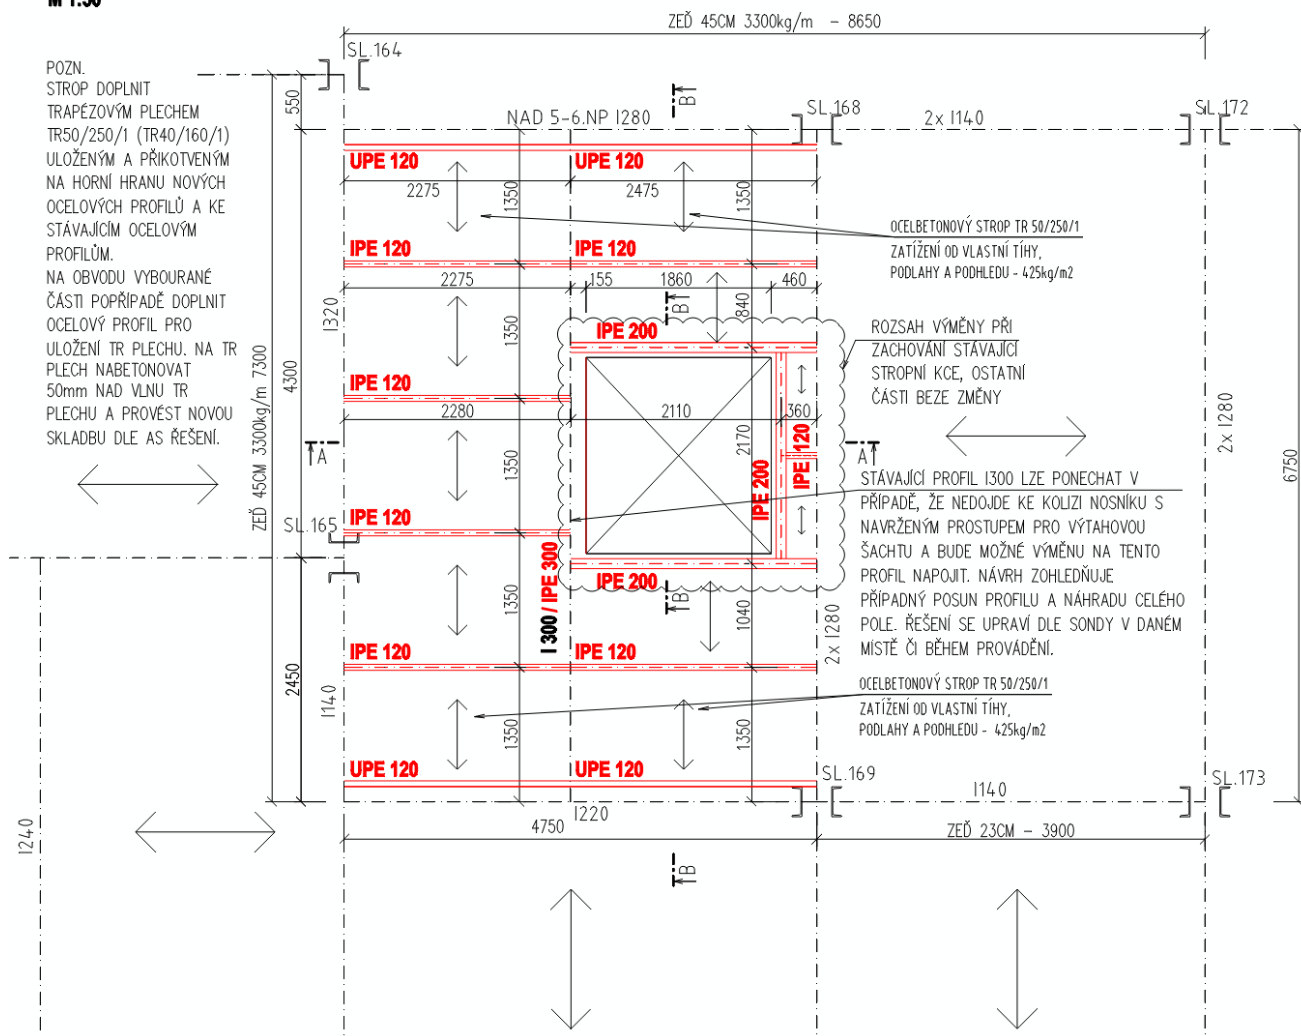 M 1:50
ZEĎ 45CM 3300kg/m - 8650
SL.164
POZN.
STROP DOPLNIT
TRAPÉZOVÝM PLECHEM
TR50/250/1 (TR40/160/1)
ULOŽENÝM A PŘIKOTVENÝM
NA HORNÍ HRANU NOVÝCH
OCELOVÝCH PROFILŮ A KE
STÁVAJÍCÍM OCELOVÝM
PROFILŮM.
NA OBVODU VYBOURANÉ
ČÁSTI POPŘÍPADĚ DOPLNIT
OCELOVÝ PROFIL PRO
ULOŽENÍ TR PLECHU. NA TR
PLECH NABETONOVAT
50mm NAD VLNU TR
PLECHU A PROVÉST NOVOU
SKLADBU DLE AS ŘEŠENÍ.
550
B
NAD 5-6.NP I280
SL.168
2x I140
SL.172
UPE 120
UPE 120
2275
1350
2475
1350
OCELBETONOVÝ STROP TR 50/250/1
ZATÍŽENÍ OD VLASTNÍ TÍHY,
PODLAHY A PODHLEDU - 425kg/m2
IPE 120
IPE 120
2275
155
1860
460
I320
1350
B
840
IPE 200
ROZSAH VÝMĚNY PŘI
ZACHOVÁNÍ STÁVAJÍCÍ
STROPNÍ KCE, OSTATNÍ
ČÁSTI BEZE ZMĚNY
ZEĎ 45CM 3300kg/m 7300
4300
IPE 120
2280
2110
360
2170
2x I280
6750
A
1350
IPE 120
IPE 200
A
STÁVAJÍCÍ PROFIL I300 LZE PONECHAT V
PŘÍPADĚ, ŽE NEDOJDE KE KOLIZI NOSNÍKU S
NAVRŽENÝM PROSTUPEM PRO VÝTAHOVOU
ŠACHTU A BUDE MOŽNÉ VÝMĚNU NA TENTO
PROFIL NAPOJIT. NÁVRH ZOHLEDŇUJE
PŘÍPADNÝ POSUN PROFILU A NÁHRADU CELÉHO
POLE. ŘEŠENÍ SE UPRAVÍ DLE SONDY V DANÉM
MÍSTĚ ČI BĚHEM PROVÁDĚNÍ.
SL.165
IPE 120
I 300 / IPE 300
IPE 200
1350
B
1040
2x I280
IPE 120
IPE 120
2450
I140
1350
1350
OCELBETONOVÝ STROP TR 50/250/1
ZATÍŽENÍ OD VLASTNÍ TÍHY,
PODLAHY A PODHLEDU - 425kg/m2
UPE 120
UPE 120
SL.169
I140
SL.173
I220
4750
ZEĎ 23CM - 3900
I240
B